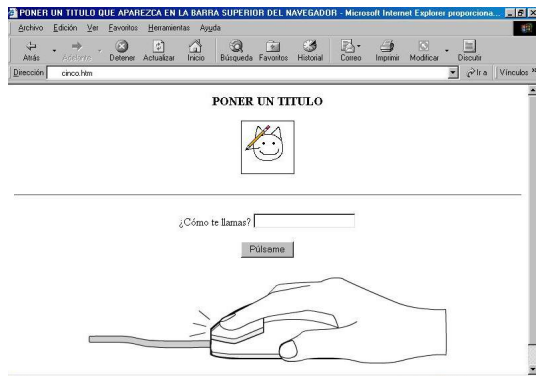 PONER UN TITULO QUE APAREZCA EN LA BARRA SUPERIOR DEL NAVEGADOR - Microsoft Internet Explorer proporciona...
Archivo Edición Ver Favoritos Herramientas Ayuda
Atrás Adelante Detener Actualizar Inicio Búsqueda Favoritos Historial Correo Imprimir Modificar Discutir
Dirección cinco.htm Ir a Vínculos »
PONER UN TITULO
¿Cómo te llamas?
Púlsame